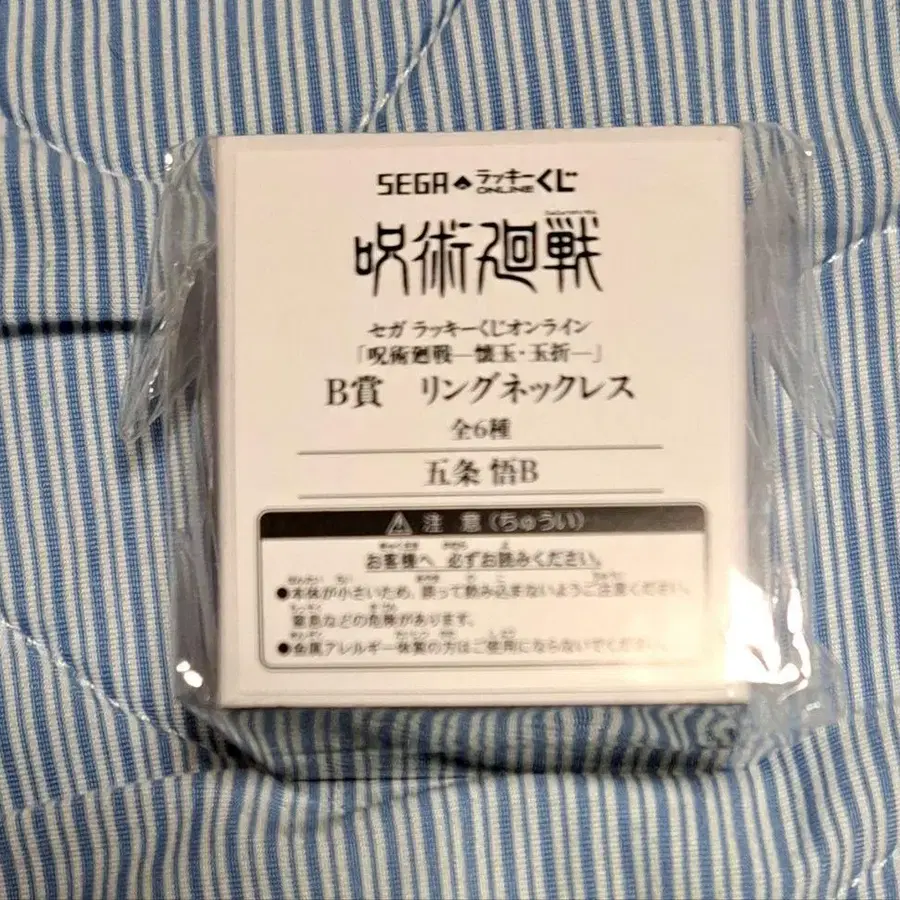 SEGA ラッキーくじ ONLINE
呪術廻戦
セガ ラッキーくじオンライン
「呪術廻戦―懐玉・玉折―」
B賞 リングネックレス
全6種
五条 悟B
注 意(ちゅうい)
お客様へ 必ずお読みください。
●本体が小さいため、誤って飲み込まないようご注意ください。
窒息などの危険があります。
●金属アレルギー体質の方はご使用にならないでください。